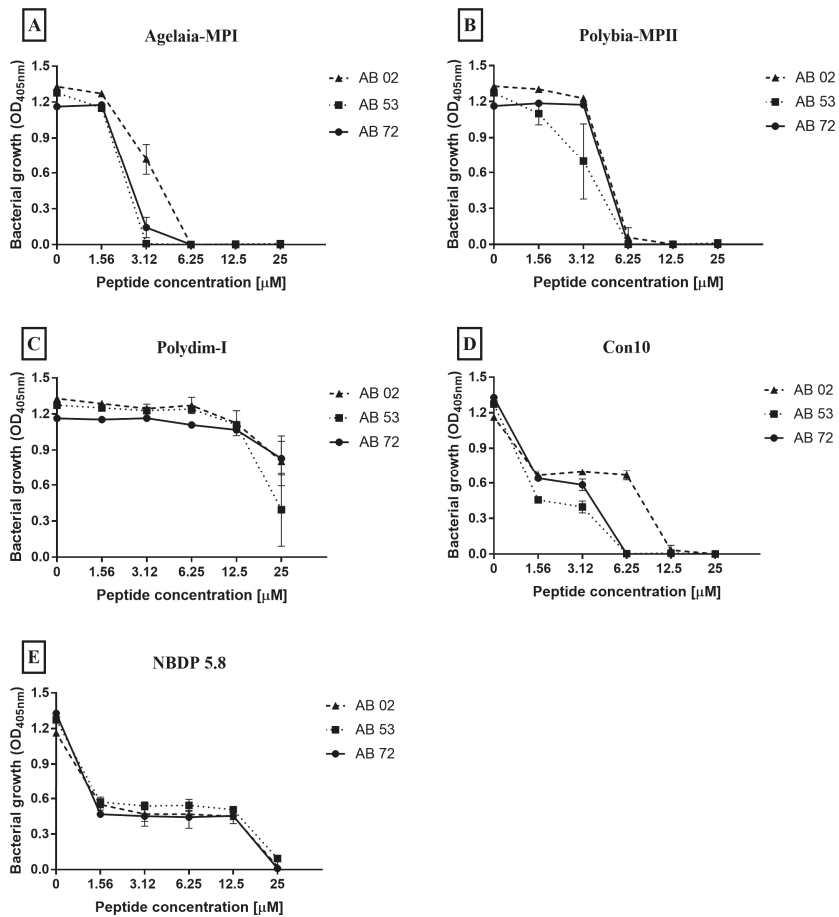 A
Agelaia-MPI
Bacterial growth (OD405nm)
1.5
1.2
0.9
0.6
0.3
0.0
0 1.56 3.12 6.25 12.5 25
Peptide concentration [µM]
AB 02
AB 53
AB 72
B
Polybia-MPII
Bacterial growth (OD405nm)
1.5
1.2
0.9
0.6
0.3
0.0
0 1.56 3.12 6.25 12.5 25
Peptide concentration [µM]
AB 02
AB 53
AB 72
C
Polydim-I
Bacterial growth (OD405nm)
1.5
1.2
0.9
0.6
0.3
0.0
0 1.56 3.12 6.25 12.5 25
Peptide concentration [µM]
AB 02
AB 53
AB 72
D
Con10
Bacterial growth (OD405nm)
1.5
1.2
0.9
0.6
0.3
0.0
0 1.56 3.12 6.25 12.5 25
Peptide concentration [µM]
AB 02
AB 53
AB 72
E
NBDP 5.8
Bacterial growth (OD405nm)
1.5
1.2
0.9
0.6
0.3
0.0
0 1.56 3.12 6.25 12.5 25
Peptide concentration [µM]
AB 02
AB 53
AB 72